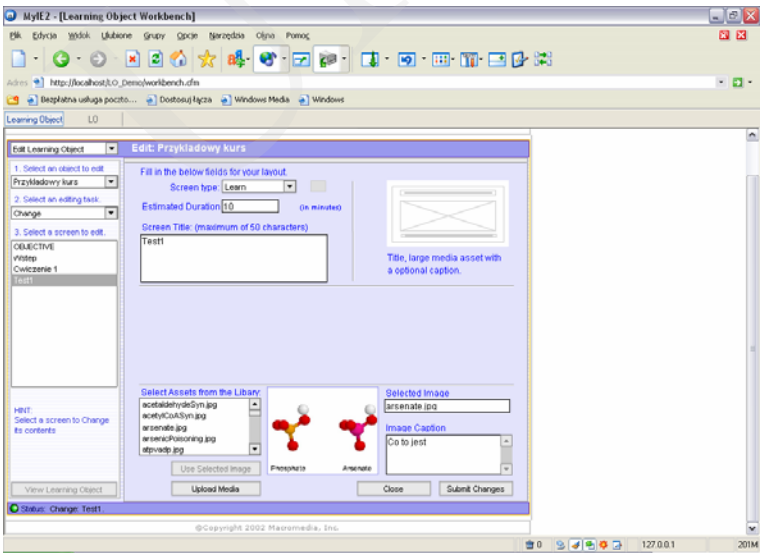 MyIE2 - [Learning Object Workbench]
Plik Edycja Widok Ulubione Grupy Opcje Narzędzia Okna Pomoc
Adres http://localhost/LO_Demo/workbench.cfm
Bezpłatna usługa poczto... Dostosuj łącza Windows Media Windows
Learning Object LO
Edit Learning Object Edit: Przykladowy kurs
1. Select an object to edit
Przykladowy kurs
2. Select an editing task.
Change
3. Select a screen to edit.
OBJECTIVE
Wstep
Cwiczenie 1
Test1
HINT:
Select a screen to Change
its contents
View Learning Object
Fill in the below fields for your layout.
Screen type: Learn
Estimated Duration 10 (in minutes)
Screen Title: (maximum of 50 characters)
Test1
Title, large media asset with
a optional caption.
Select Assets from the Libary:
acetaldehydeSyn.jpg
acetylCoASyn.jpg
arsenate.jpg
arsenicPoisoning.jpg
atpvadp.jpg
Use Selected Image
Upload Media
Phosphate Arsenate
Selected Image
arsenate.jpg
Image Caption
Co to jest
Close Submit Changes
Status: Change: Test1.
©Copyright 2002 Macromedia, Inc.
0 127.0.0.1 201M